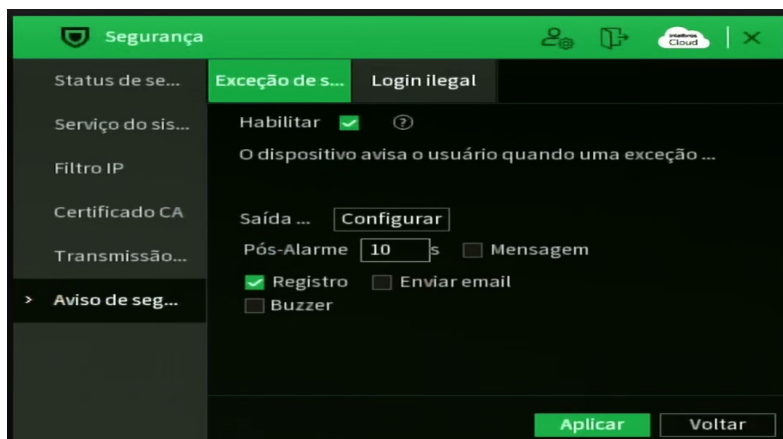 Segurança
intelbras
Cloud
Status de se...
Exceção de s...
Login ilegal
Serviço do sis...
Habilitar
?
O dispositivo avisa o usuário quando uma exceção ...
Filtro IP
Certificado CA
Saída ... Configurar
Pós-Alarme 10 s Mensagem
Transmissão...
Registro Enviar email
> Aviso de seg...
Buzzer
Aplicar
Voltar